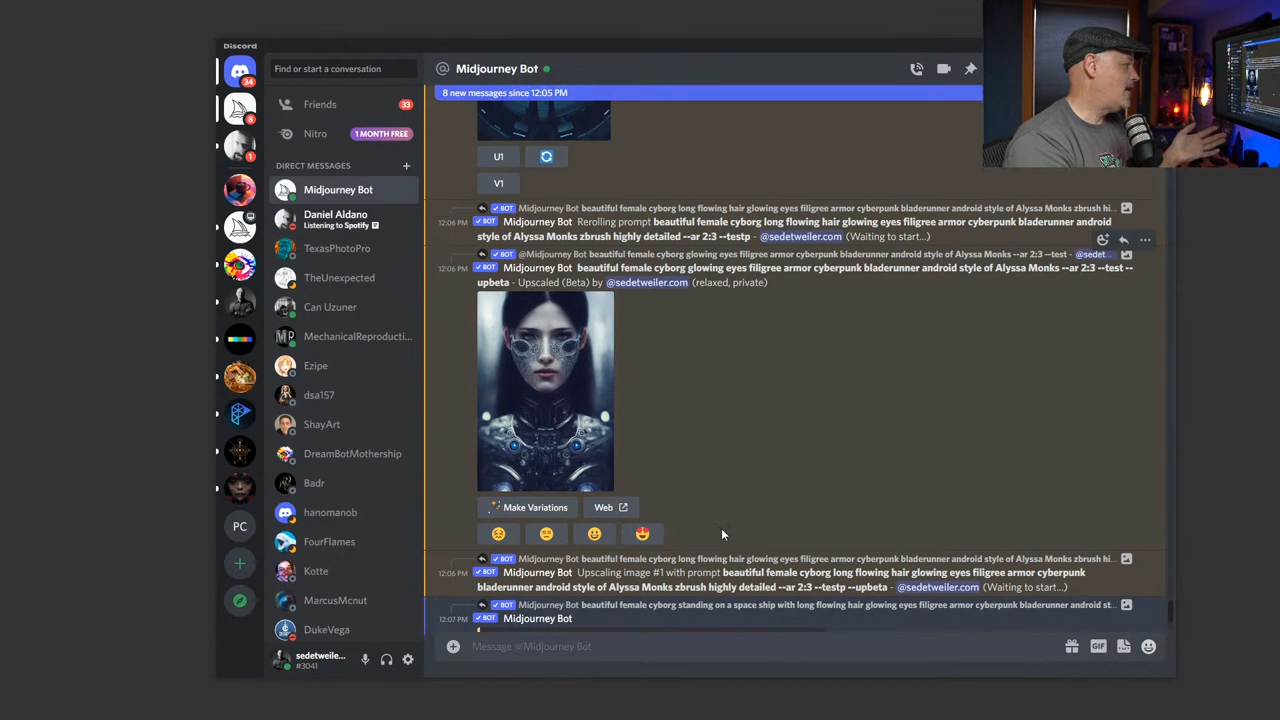 Discord
34
8
1
PC
Find or start a conversation
Friends
33
Nitro
1 MONTH FREE
DIRECT MESSAGES
+
Midjourney Bot
Daniel Aldano
Listening to Spotify
TexasPhotoPro
TheUnexpected
Can Uzuner
MechanicalReproducti...
Ezipe
dsa157
ShayArt
DreamBotMothership
Badr
hanomanob
FourFlames
Kotte
MarcusMcnut
DukeVega
sedetweile...
#3041
@ Midjourney Bot
8 new messages since 12:05 PM
U1
V1
✓ BOT Midjourney Bot beautiful female cyborg long flowing hair glowing eyes filigree armor cyberpunk bladerunner android style of Alyssa Monks zbrush hi...
12:06 PM ✓ BOT Midjourney Bot Rerolling prompt beautiful female cyborg long flowing hair glowing eyes filigree armor cyberpunk bladerunner android
style of Alyssa Monks zbrush highly detailed --ar 2:3 --testp - @sedetweiler.com (Waiting to start...)
✓ BOT @Midjourney Bot beautiful female cyborg glowing eyes filigree armor cyberpunk bladerunner android style of Alyssa Monks --ar 2:3 --test - @sedet...
12:06 PM ✓ BOT Midjourney Bot beautiful female cyborg glowing eyes filigree armor cyberpunk bladerunner android style of Alyssa Monks --ar 2:3 --test --
upbeta - Upscaled (Beta) by @sedetweiler.com (relaxed, private)
Make Variations
Web
✓ BOT Midjourney Bot beautiful female cyborg long flowing hair glowing eyes filigree armor cyberpunk bladerunner android style of Alyssa Monks zbrush hi...
12:06 PM ✓ BOT Midjourney Bot Upscaling image #1 with prompt beautiful female cyborg long flowing hair glowing eyes filigree armor cyberpunk
bladerunner android style of Alyssa Monks zbrush highly detailed --ar 2:3 --testp --upbeta - @sedetweiler.com (Waiting to start...)
✓ BOT Midjourney Bot beautiful female cyborg standing on a space ship with long flowing hair glowing eyes filigree armor cyberpunk bladerunner android st...
12:07 PM ✓ BOT Midjourney Bot
Message @Midjourney Bot
GIF